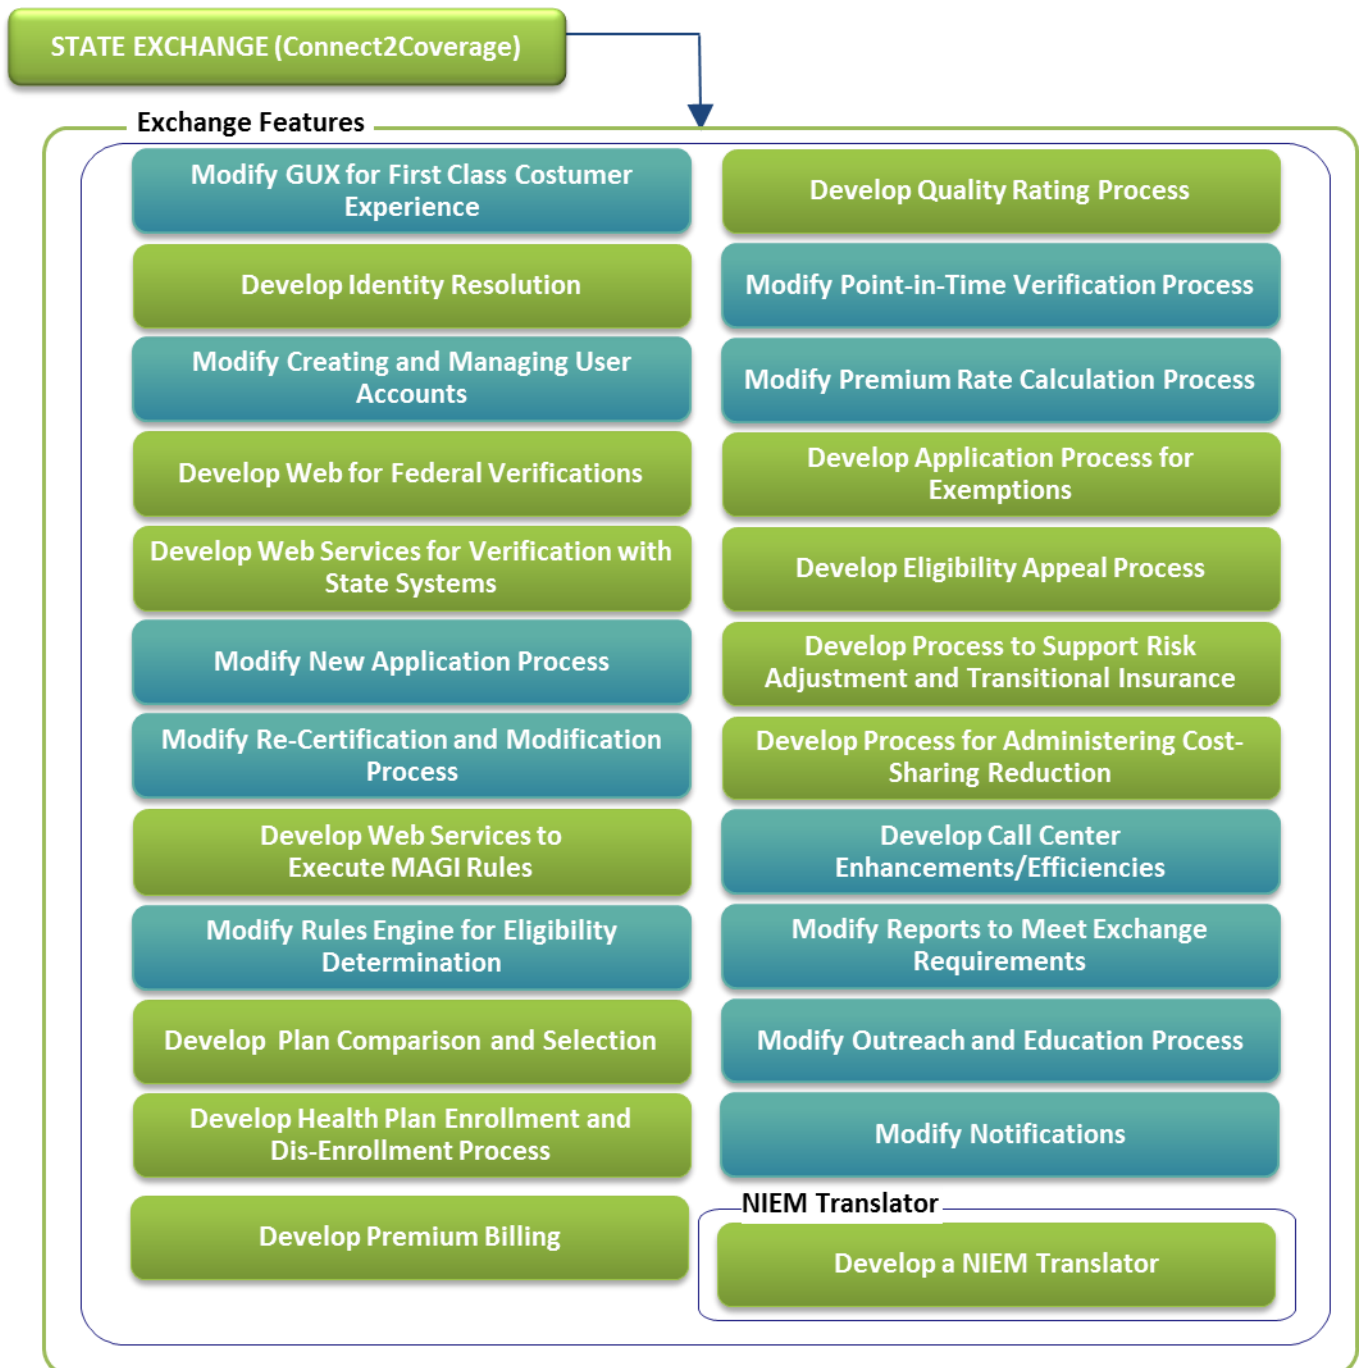 STATE EXCHANGE (Connect2Coverage)
Exchange Features
Modify GUX for First Class Costumer
Experience
Develop Identity Resolution
Modify Creating and Managing User
Accounts
Develop Web for Federal Verifications
Develop Web Services for Verification with
State Systems
Modify New Application Process
Modify Re-Certification and Modification
Process
Develop Web Services to
Execute MAGI Rules
Modify Rules Engine for Eligibility
Determination
Develop Plan Comparison and Selection
Develop Health Plan Enrollment and
Dis-Enrollment Process
Develop Premium Billing
Develop Quality Rating Process
Modify Point-in-Time Verification Process
Modify Premium Rate Calculation Process
Develop Application Process for
Exemptions
Develop Eligibility Appeal Process
Develop Process to Support Risk
Adjustment and Transitional Insurance
Develop Process for Administering Cost-
Sharing Reduction
Develop Call Center
Enhancements/Efficiencies
Modify Reports to Meet Exchange
Requirements
Modify Outreach and Education Process
Modify Notifications
NIEM Translator
Develop a NIEM Translator